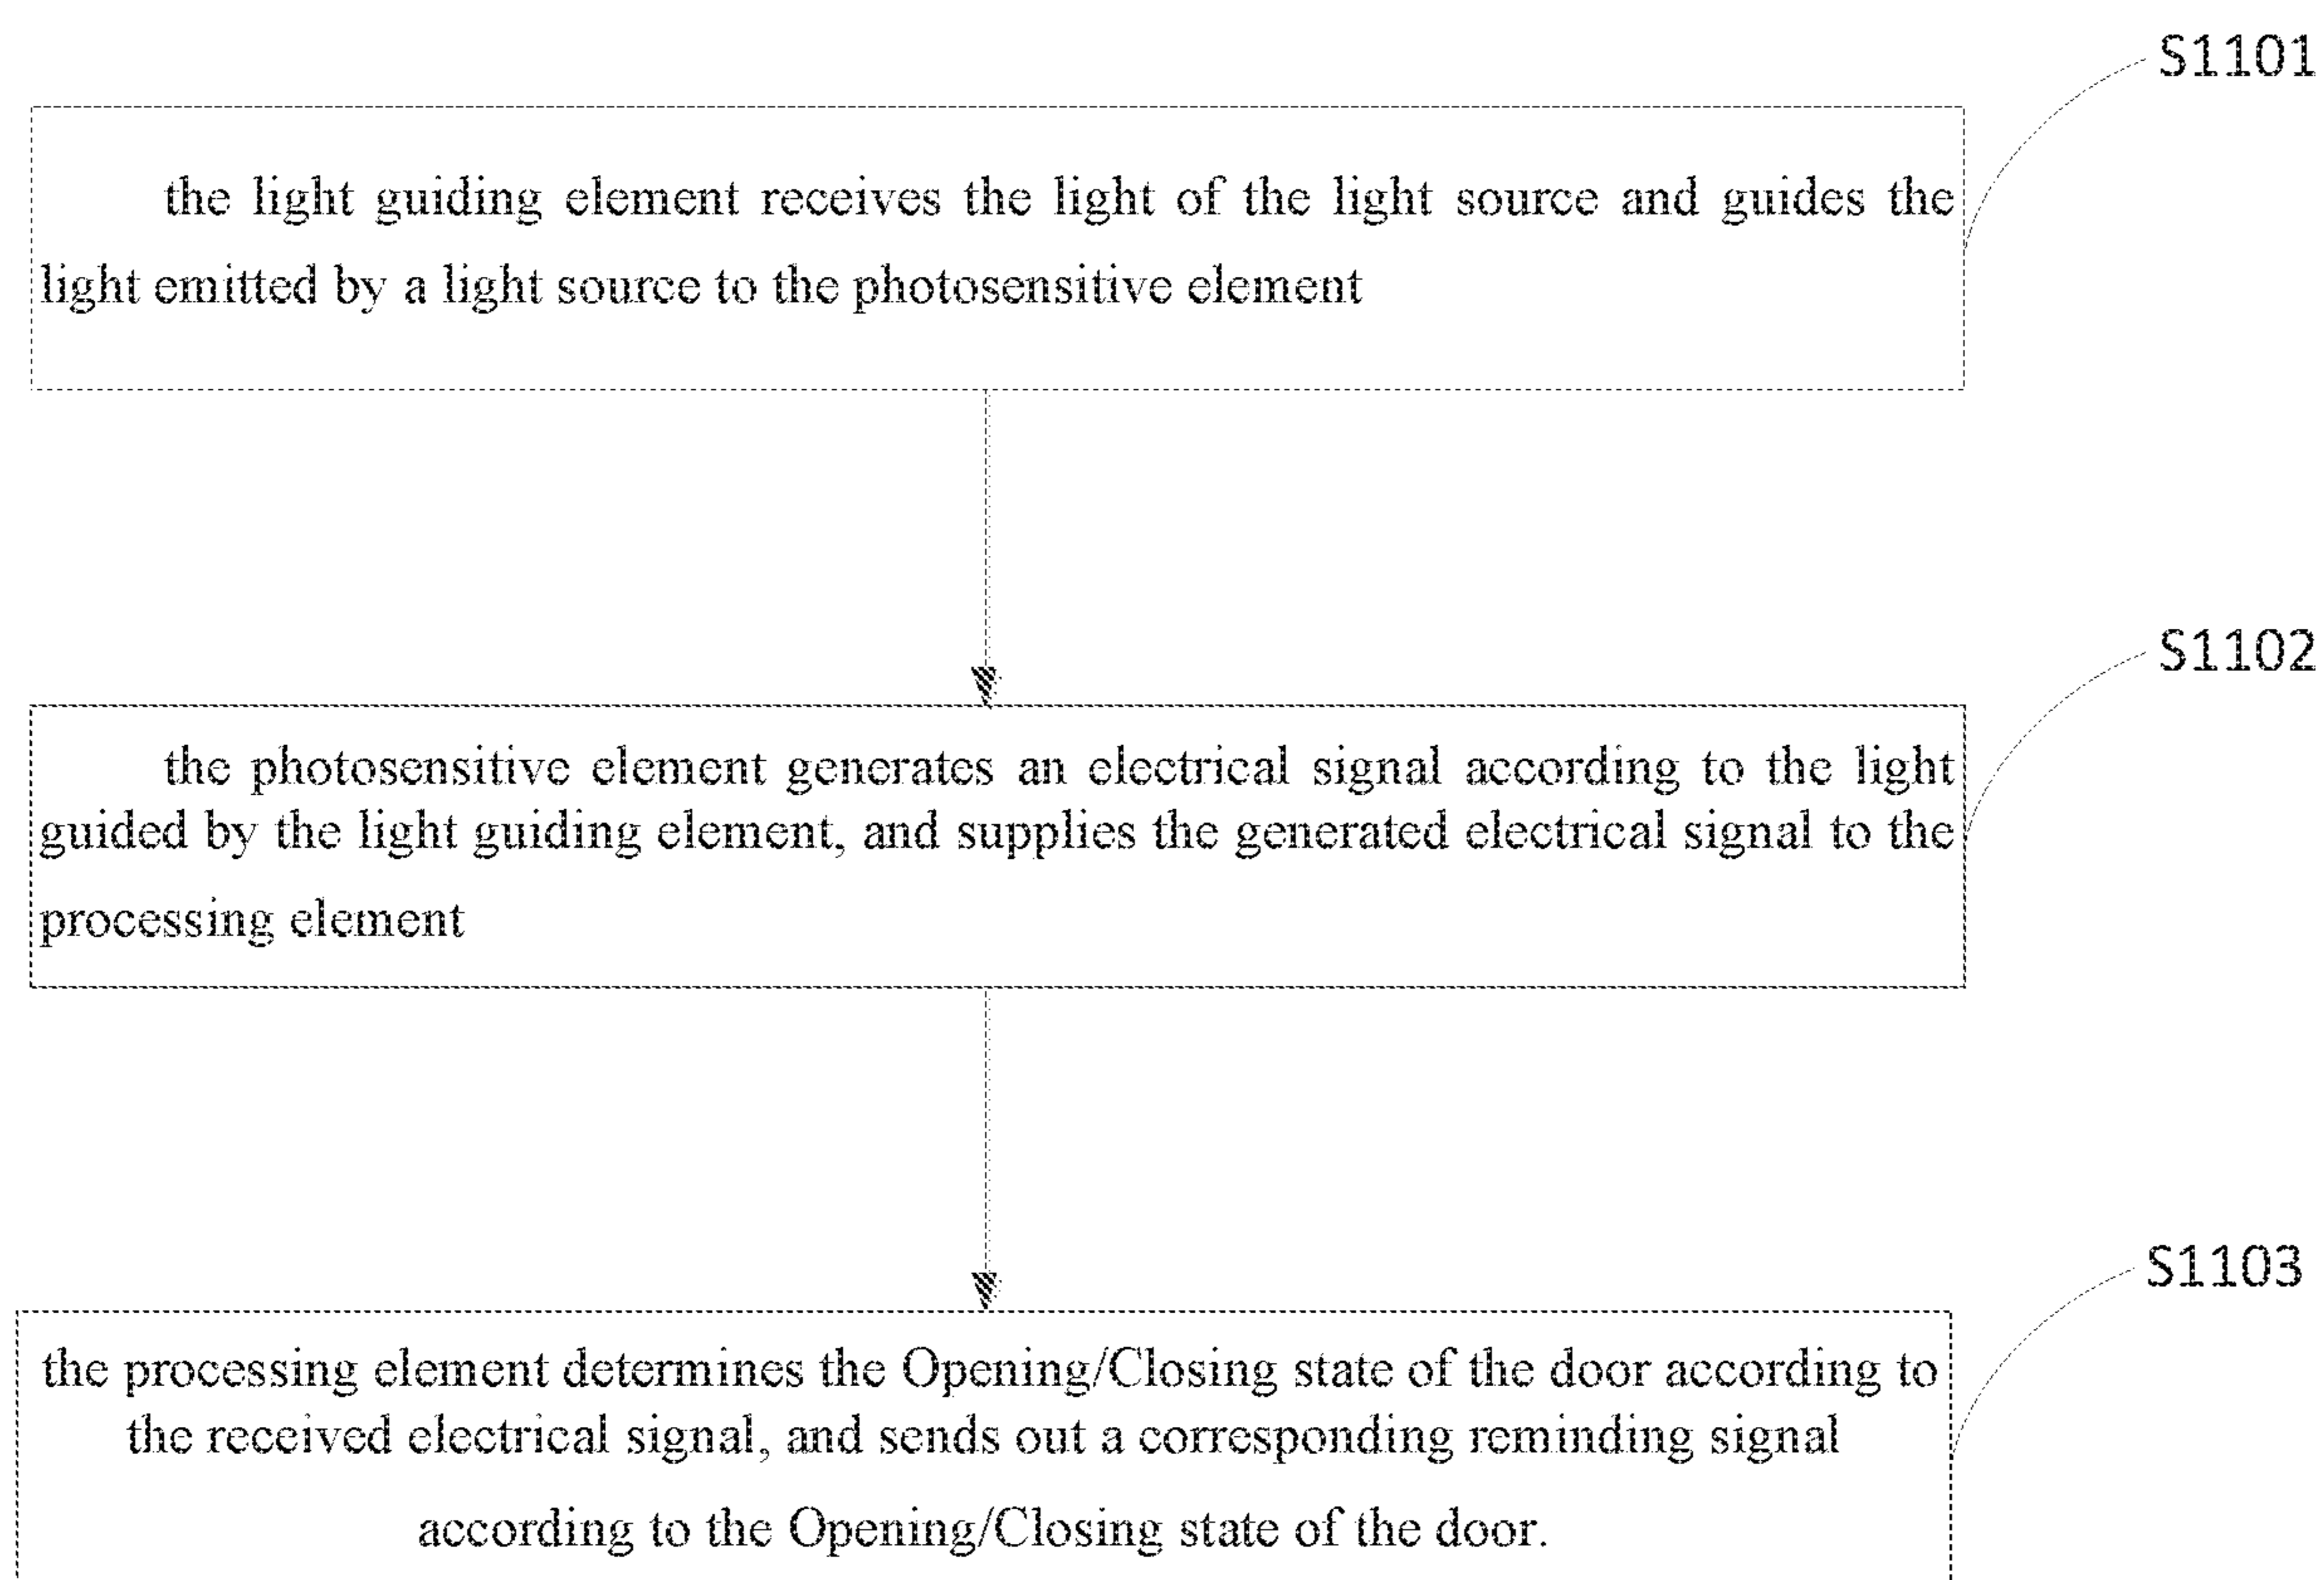 S1101
the light guiding element receives the light of the light source and guides the
light emitted by a light source to the photosensitive element
S1102
the photosensitive element generates an electrical signal according to the light
guided by the light guiding element, and supplies the generated electrical signal to the
processing element
S1103
the processing element determines the Opening/Closing state of the door according to
the received electrical signal, and sends out a corresponding reminding signal
according to the Opening/Closing state of the door.